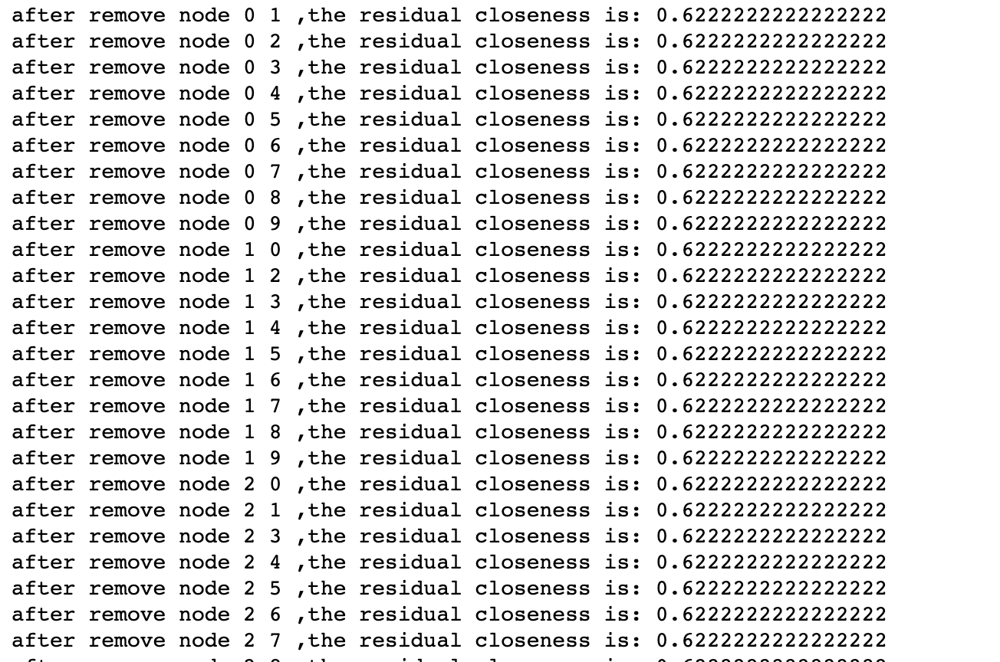 after remove node 0 1 ,the residual closeness is: 0.6222222222222222
after remove node 0 2 ,the residual closeness is: 0.6222222222222222
after remove node 0 3 ,the residual closeness is: 0.6222222222222222
after remove node 0 4 ,the residual closeness is: 0.6222222222222222
after remove node 0 5 ,the residual closeness is: 0.6222222222222222
after remove node 0 6 ,the residual closeness is: 0.6222222222222222
after remove node 0 7 ,the residual closeness is: 0.6222222222222222
after remove node 0 8 ,the residual closeness is: 0.6222222222222222
after remove node 0 9 ,the residual closeness is: 0.6222222222222222
after remove node 1 0 ,the residual closeness is: 0.6222222222222222
after remove node 1 2 ,the residual closeness is: 0.6222222222222222
after remove node 1 3 ,the residual closeness is: 0.6222222222222222
after remove node 1 4 ,the residual closeness is: 0.6222222222222222
after remove node 1 5 ,the residual closeness is: 0.6222222222222222
after remove node 1 6 ,the residual closeness is: 0.6222222222222222
after remove node 1 7 ,the residual closeness is: 0.6222222222222222
after remove node 1 8 ,the residual closeness is: 0.6222222222222222
after remove node 1 9 ,the residual closeness is: 0.6222222222222222
after remove node 2 0 ,the residual closeness is: 0.6222222222222222
after remove node 2 1 ,the residual closeness is: 0.6222222222222222
after remove node 2 3 ,the residual closeness is: 0.6222222222222222
after remove node 2 4 ,the residual closeness is: 0.6222222222222222
after remove node 2 5 ,the residual closeness is: 0.6222222222222222
after remove node 2 6 ,the residual closeness is: 0.6222222222222222
after remove node 2 7 ,the residual closeness is: 0.6222222222222222